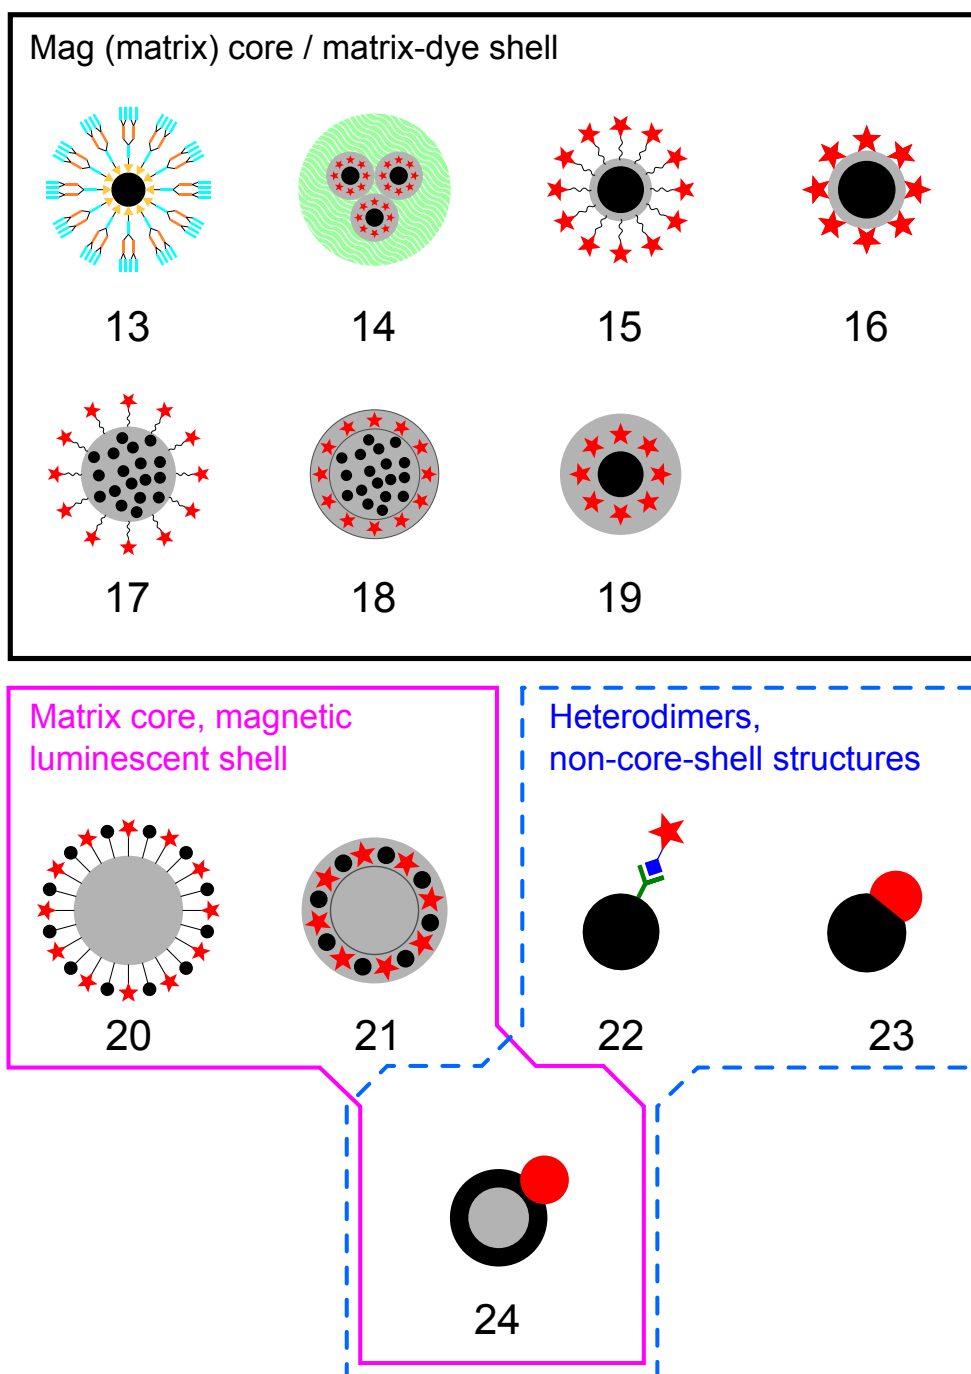 Mag (matrix) core / matrix-dye shell
13
14
15
16
17
18
19
Matrix core, magnetic
luminescent shell
Heterodimers,
non-core-shell structures
20
21
22
23
24